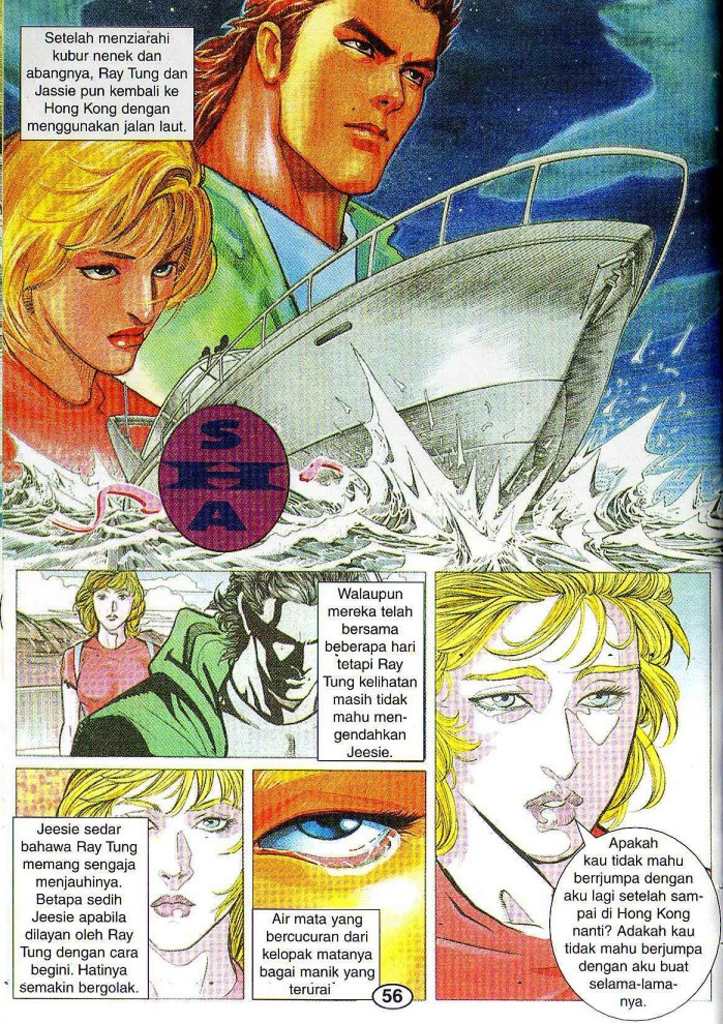 Setelah menziarahi
kubur nenek dan
abangnya, Ray Tung dan
Jassie pun kembali ke
Hong Kong dengan
menggunakan jalan laut.
S
H
A
Walaupun
mereka telah
bersama
beberapa hari
tetapi Ray
Tung kelihatan
masih tidak
mahu men-
gendahkan
Jeesie.
Jeesie sedar
bahawa Ray Tung
memang sengaja
menjauhinya.
Betapa sedih
Jeesie apabila
dilayan oleh Ray
Tung dengan cara
begini. Hatinya
semakin bergolak.
Air mata yang
bercucuran dari
kelopak matanya
bagai manik yang
terurai
Apakah
kau tidak mahu
berrjumpa dengan
aku lagi setelah sam-
pai di Hong Kong
nanti? Adakah kau
tidak mahu berjumpa
dengan aku buat
selama-lama-
nya.
56